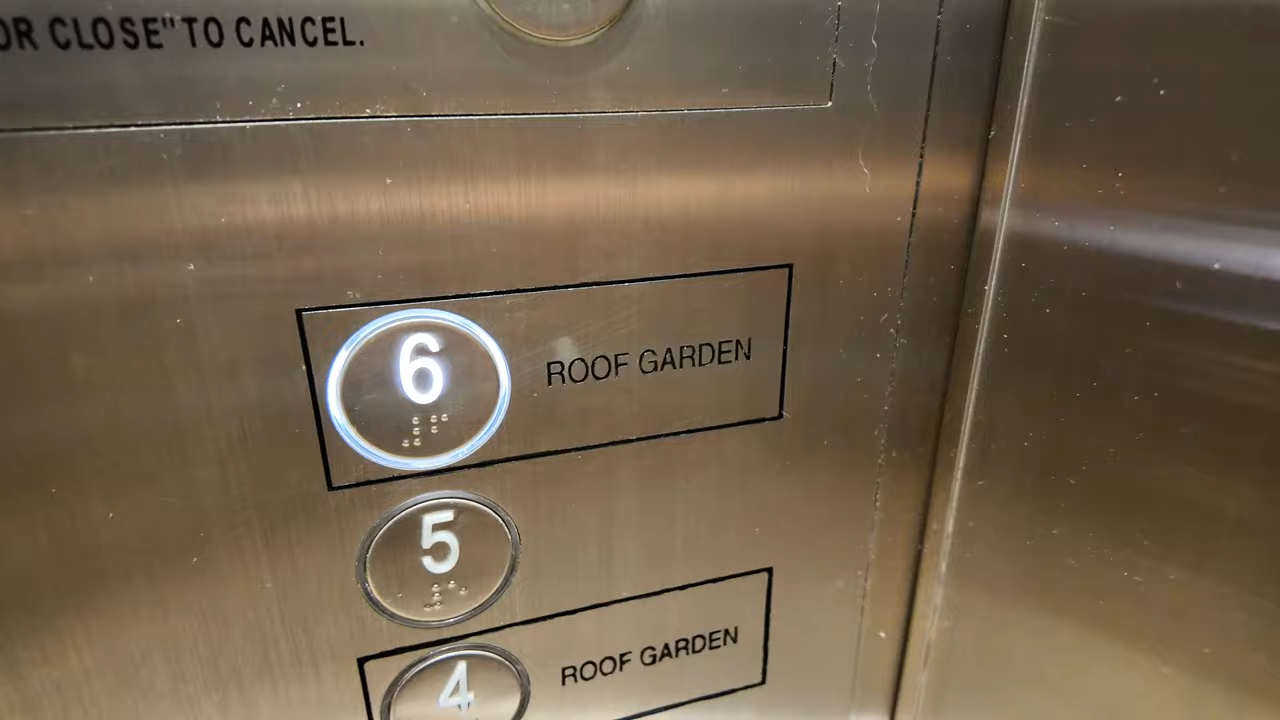 OR CLOSE" TO CANCEL.
6 ROOF GARDEN
5
4 ROOF GARDEN